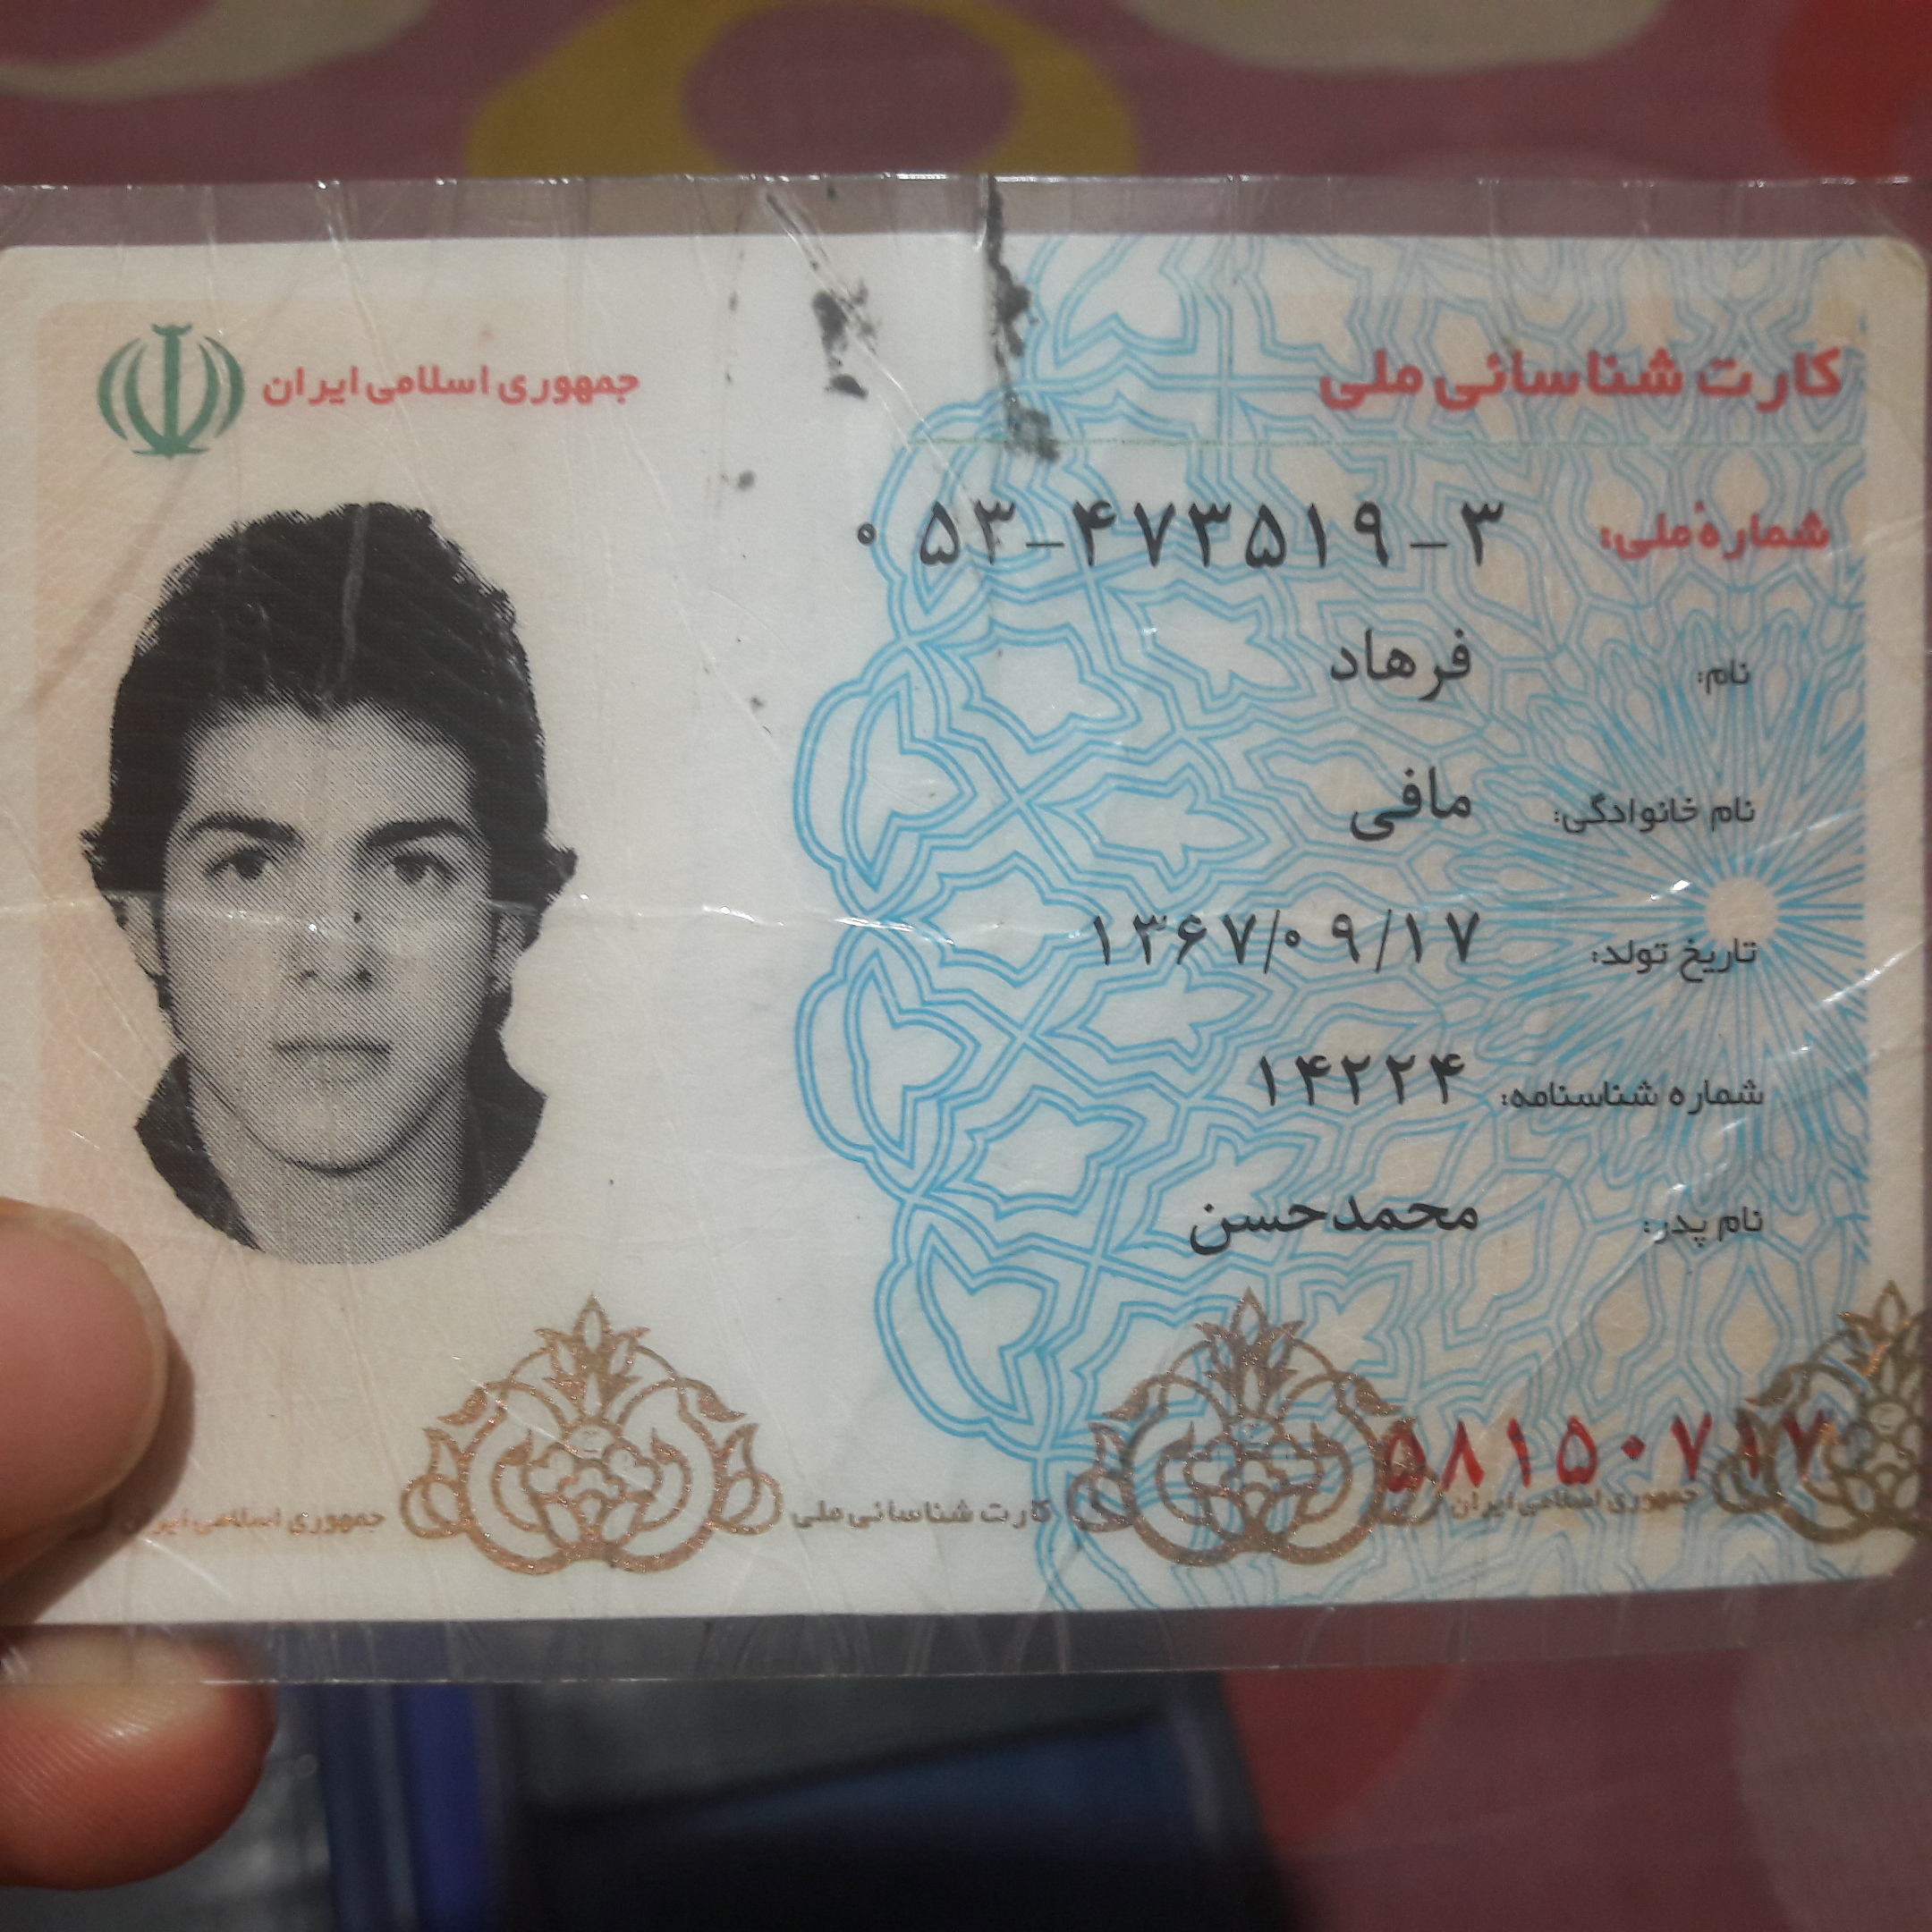 جمهوری اسلامی ایران
کارت شناسائی ملی
شمارهٔ ملی: ۰۵۳-۴۷۳۵۱۹-۳
نام: فرهاد
نام خانوادگی: مافی
تاریخ تولد: ۱۳۶۷/۰۹/۱۷
شماره شناسنامه: ۱۴۲۲۴
نام پدر: محمدحسن
۵۸۱۵۰۷۱۷
جمهوری اسلامی ایران کارت شناسائی ملی جمهوری اسلامی ایران